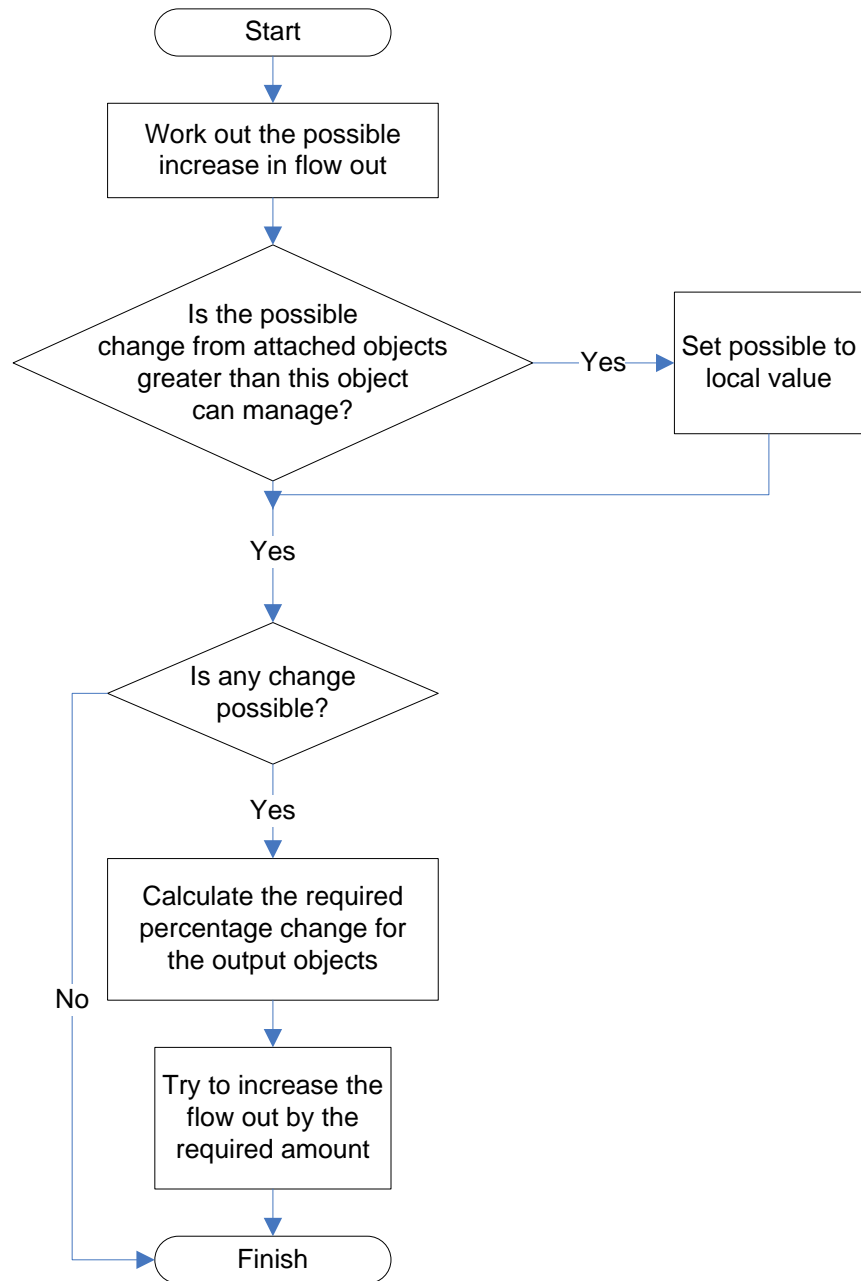 Start
Work out the possible
increase in flow out
Is the possible
change from attached objects
greater than this object
can manage?
Yes
Set possible to
local value
Yes
Is any change
possible?
Yes
Calculate the required
percentage change for
the output objects
No
Try to increase the
flow out by the
required amount
Finish